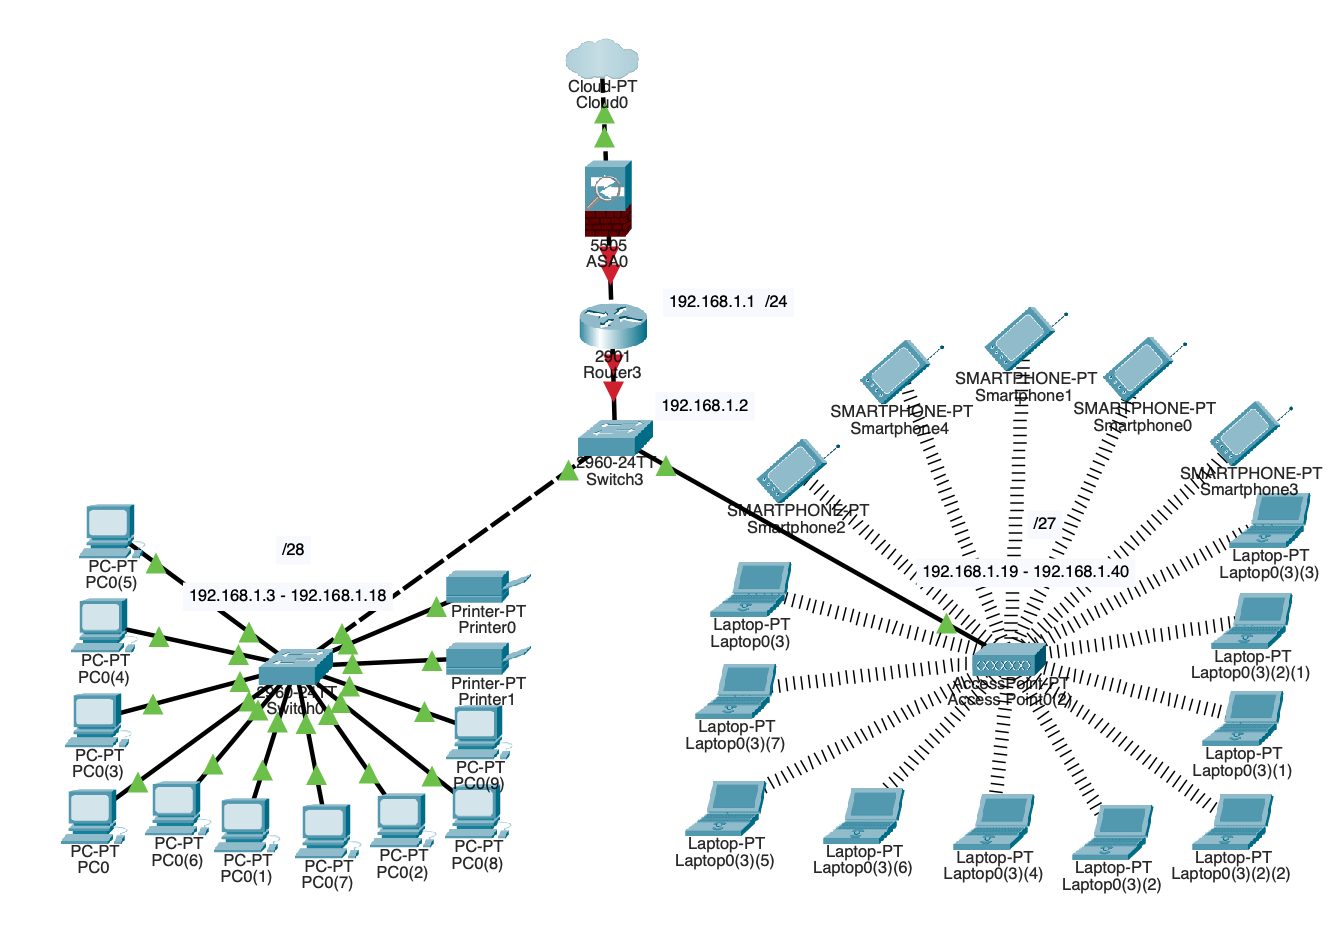 Cloud-PT
Cloud0
5505
ASA0
192.168.1.1 /24
2901
Router3
192.168.1.2
2960-24TT
Switch3
SMARTPHONE-PT
Smartphone1
SMARTPHONE-PT
Smartphone4
SMARTPHONE-PT
Smartphone0
SMARTPHONE-PT
Smartphone3
SMARTPHONE-PT
Smartphone2
/27
192.168.1.19 - 192.168.1.40
/28
192.168.1.3 - 192.168.1.18
PC-PT
PC0(5)
PC-PT
PC0(4)
PC-PT
PC0(3)
PC-PT
PC0
PC-PT
PC0(6)
PC-PT
PC0(1)
PC-PT
PC0(7)
PC-PT
PC0(2)
PC-PT
PC0(8)
PC-PT
PC0(9)
Printer-PT
Printer0
Printer-PT
Printer1
2960-24TT
Switch0
Laptop-PT
Laptop0(3)
Laptop-PT
Laptop0(3)(7)
Laptop-PT
Laptop0(3)(5)
Laptop-PT
Laptop0(3)(6)
Laptop-PT
Laptop0(3)(4)
Laptop-PT
Laptop0(3)(2)
Laptop-PT
Laptop0(3)(2)(2)
Laptop-PT
Laptop0(3)(1)
Laptop-PT
Laptop0(3)(2)(1)
Laptop-PT
Laptop0(3)(3)
AccessPoint-PT
Access Point0(2)